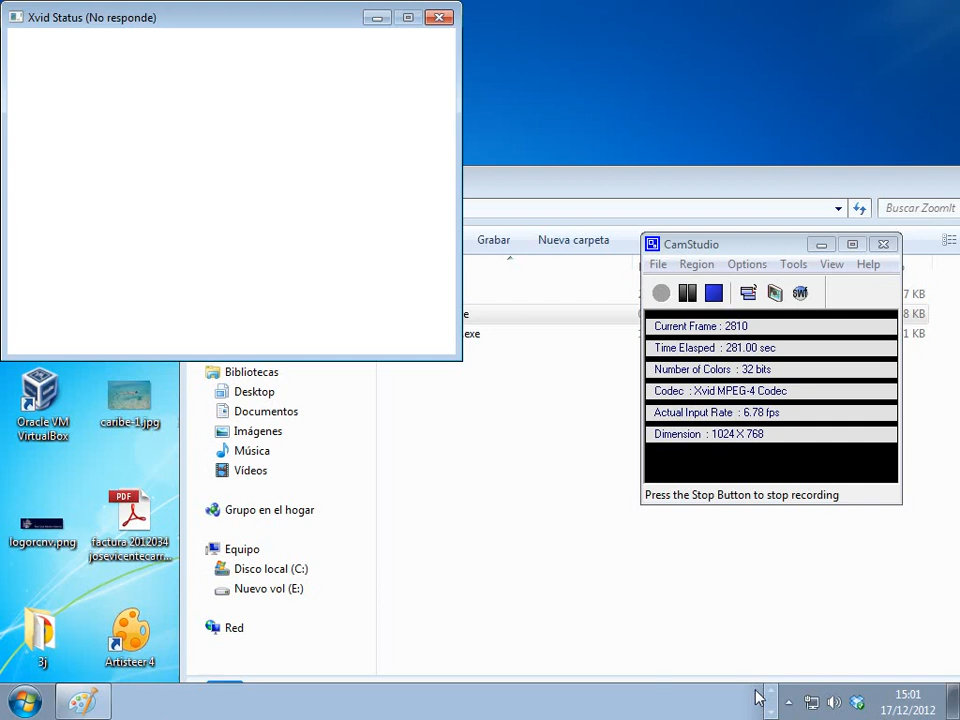 Xvid Status (No responde)
Buscar ZoomIt
Grabar
Nueva carpeta
7 KB
e
8 KB
exe
1 KB
CamStudio
File Region Options Tools View Help
Current Frame : 2810
Time Elasped : 281.00 sec
Number of Colors : 32 bits
Codec : Xvid MPEG-4 Codec
Actual Input Rate : 6.78 fps
Dimension : 1024 X 768
Press the Stop Button to stop recording
Bibliotecas
Desktop
Documentos
Imágenes
Música
Vídeos
Grupo en el hogar
Equipo
Disco local (C:)
Nuevo vol (E:)
Red
Oracle VM
VirtualBox
caribe-1.jpg
logorcnv.png
PDF
factura 2012034
josevicentecarr...
3j
Artisteer 4
15:01
17/12/2012